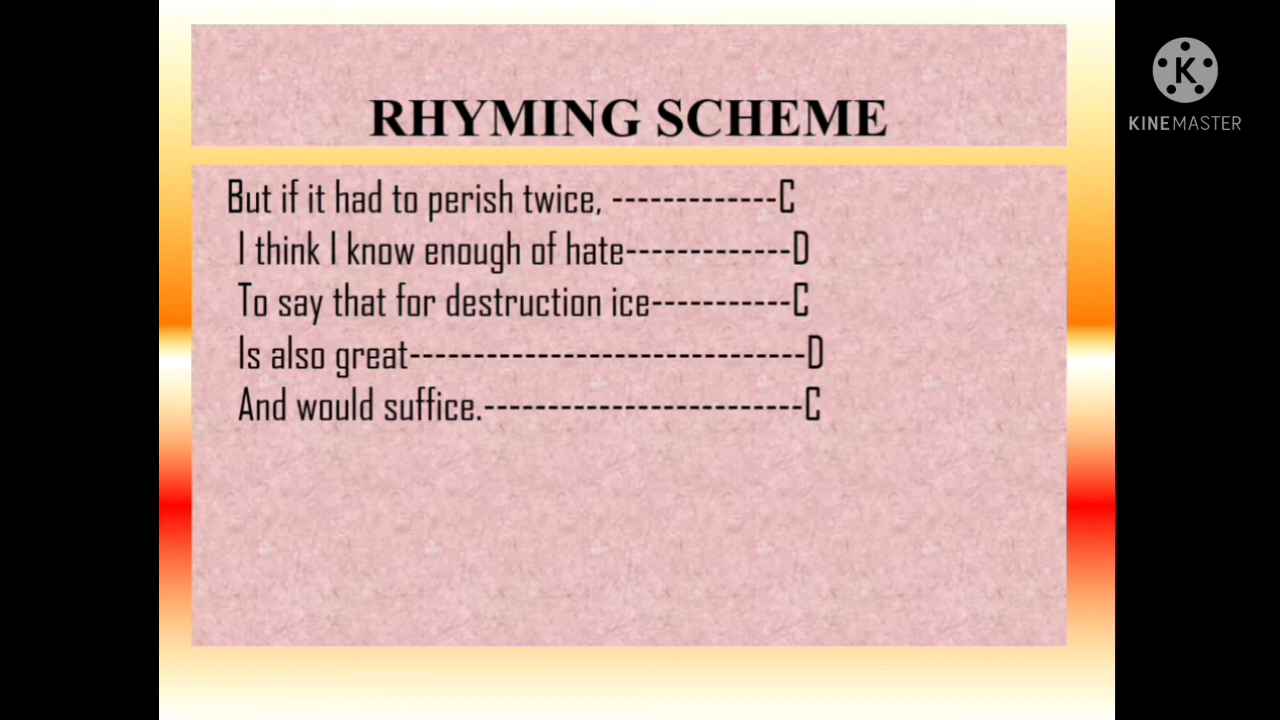 RHYMING SCHEME
KINEMASTER
But if it had to perish twice, -------------C
I think I know enough of hate-------------D
To say that for destruction ice-----------C
Is also great-------------------------------D
And would suffice.-------------------------C